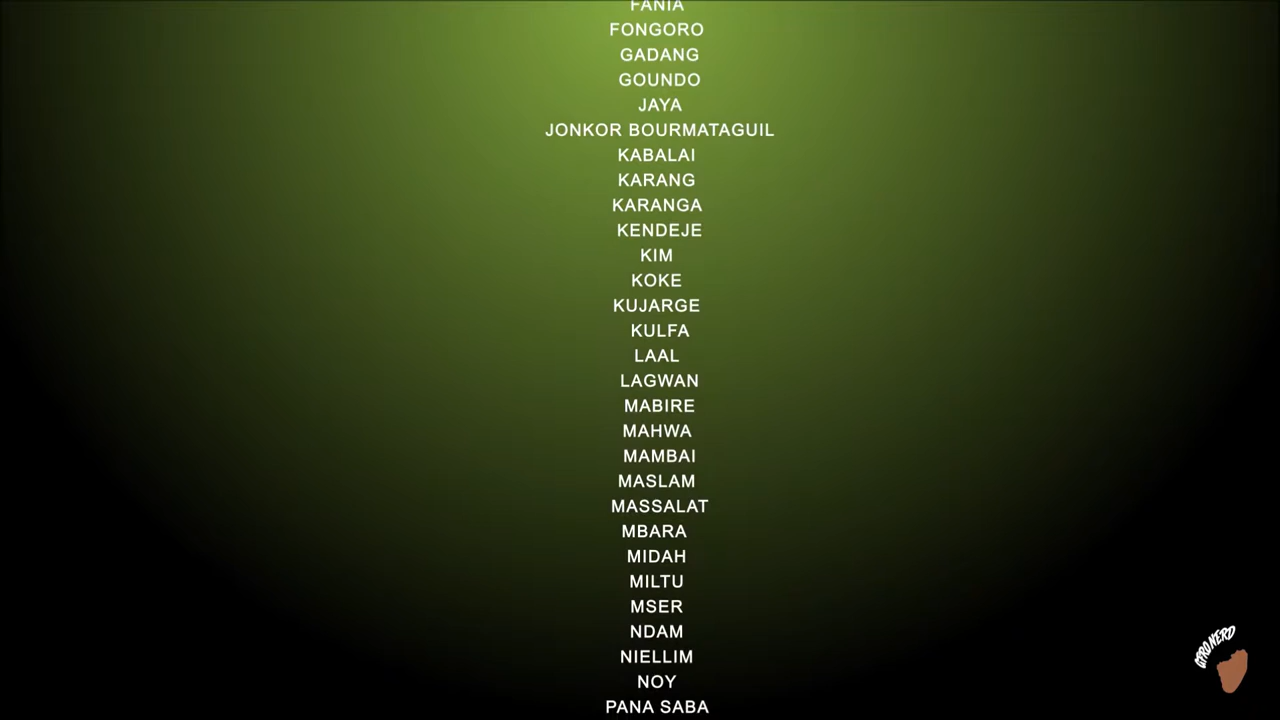 FANIA
FONGORO
GADANG
GOUNDO
JAYA
JONKOR BOURMATAGUIL
KABALAI
KARANG
KARANGA
KENDEJE
KIM
KOKE
KUJARGE
KULFA
LAAL
LAGWAN
MABIRE
MAHWA
MAMBAI
MASLAM
MASSALAT
MBARA
MIDAH
MILTU
MSER
NDAM
NIELLIM
NOY
PANA SABA